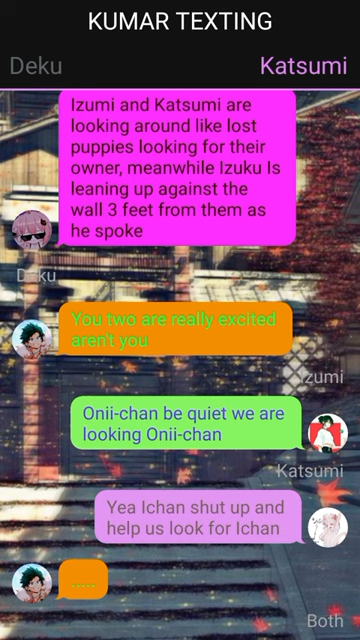 KUMAR TEXTING
Deku
Katsumi
Izumi and Katsumi are
looking around like lost
puppies looking for their
owner, meanwhile Izuku Is
leaning up against the
wall 3 feet from them as
he spoke
Deku
You two are really excited
aren't you
Izumi
Onii-chan be quiet we are
looking Onii-chan
Katsumi
Yea Ichan shut up and
help us look for Ichan
.....
Both